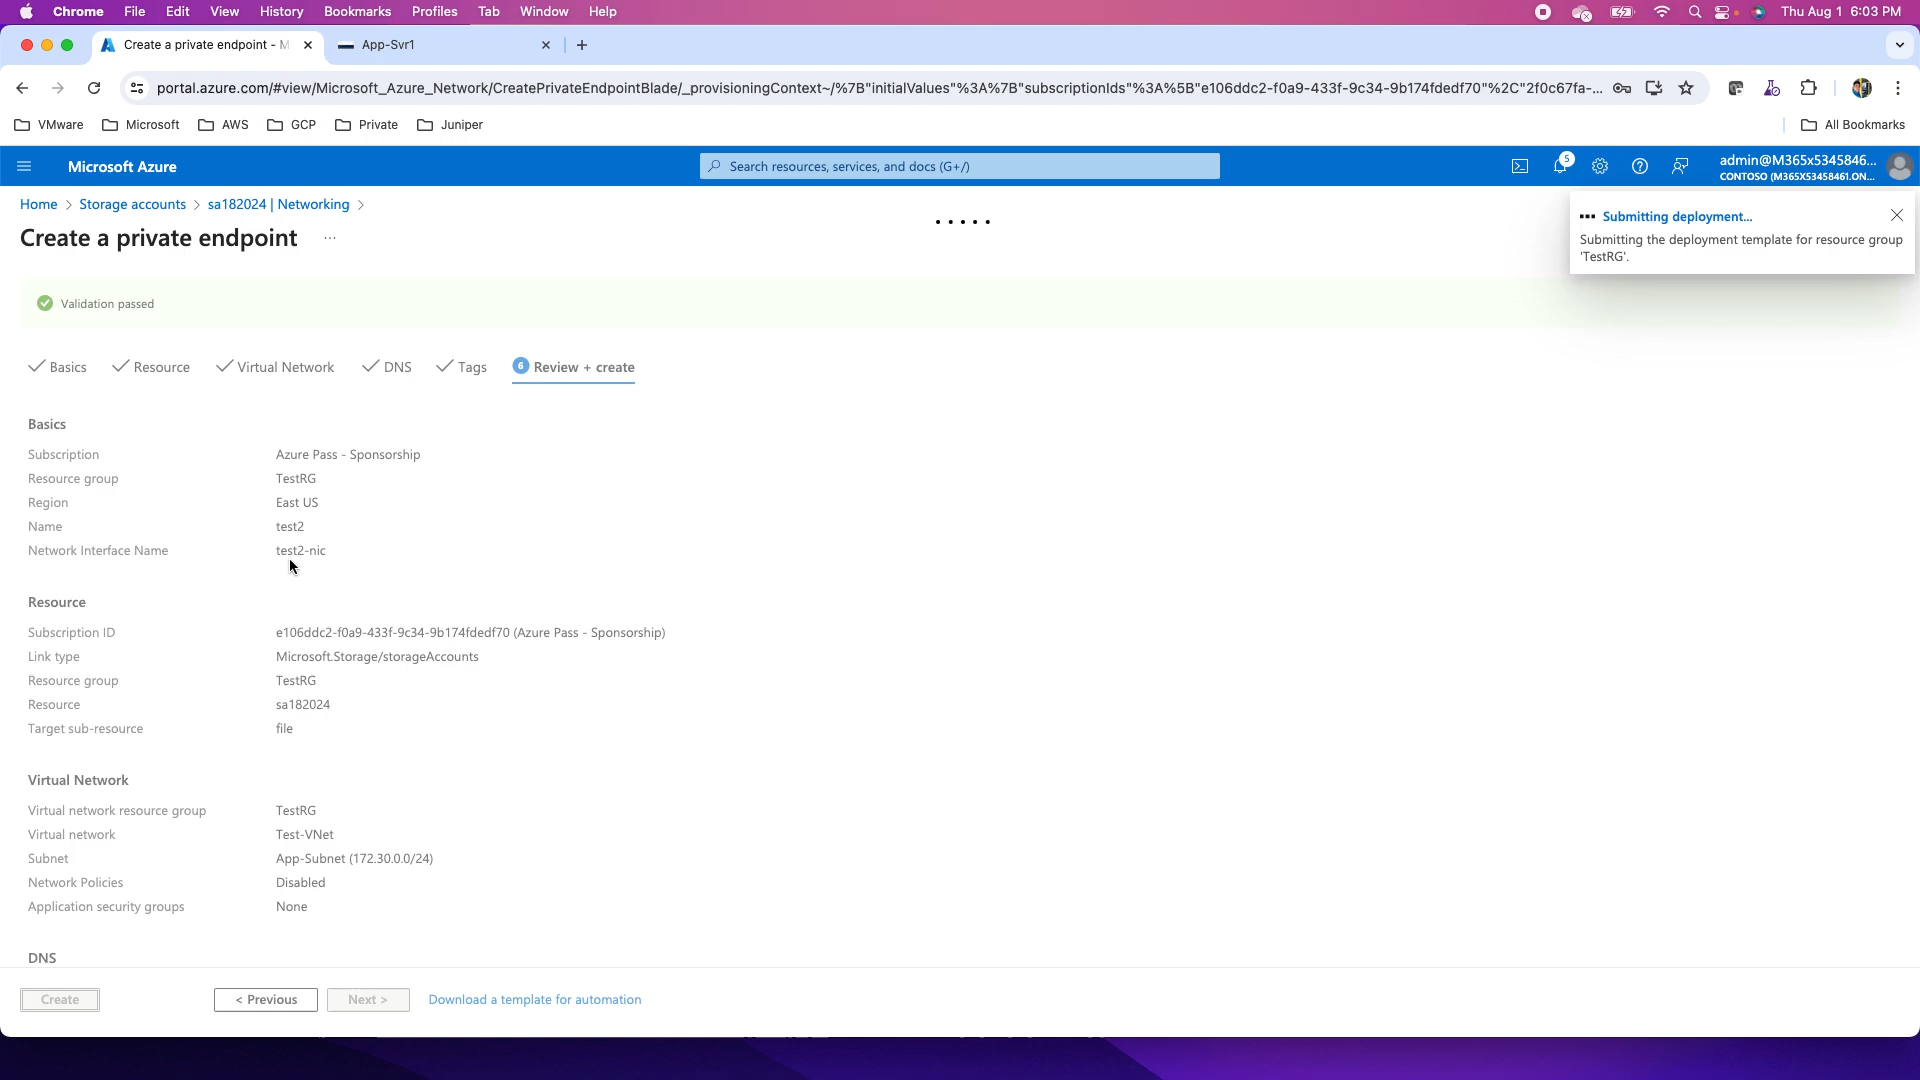 Chrome File Edit View History Bookmarks Profiles Tab Window Help Thu Aug 1 6:03 PM
Create a private endpoint - M App-Svr1
portal.azure.com/#view/Microsoft_Azure_Network/CreatePrivateEndpointBlade/_provisioningContext~/%7B"initialValues"%3A%7B"subscriptionIds"%3A%5B"e106ddc2-f0a9-433f-9c34-9b174fdedf70"%2C"2f0c67fa-...
VMware Microsoft AWS GCP Private Juniper All Bookmarks
Microsoft Azure
Search resources, services, and docs (G+/)
5
admin@M365x5345846...
CONTOSO (M365X53458461.ON...
Home > Storage accounts > sa182024 | Networking >
Create a private endpoint ...
Submitting deployment...
Submitting the deployment template for resource group
'TestRG'.
Validation passed
Basics Resource Virtual Network DNS Tags 6 Review + create
Basics
Subscription Azure Pass - Sponsorship
Resource group TestRG
Region East US
Name test2
Network Interface Name test2-nic
Resource
Subscription ID e106ddc2-f0a9-433f-9c34-9b174fdedf70 (Azure Pass - Sponsorship)
Link type Microsoft.Storage/storageAccounts
Resource group TestRG
Resource sa182024
Target sub-resource file
Virtual Network
Virtual network resource group TestRG
Virtual network Test-VNet
Subnet App-Subnet (172.30.0.0/24)
Network Policies Disabled
Application security groups None
DNS
Create < Previous Next > Download a template for automation